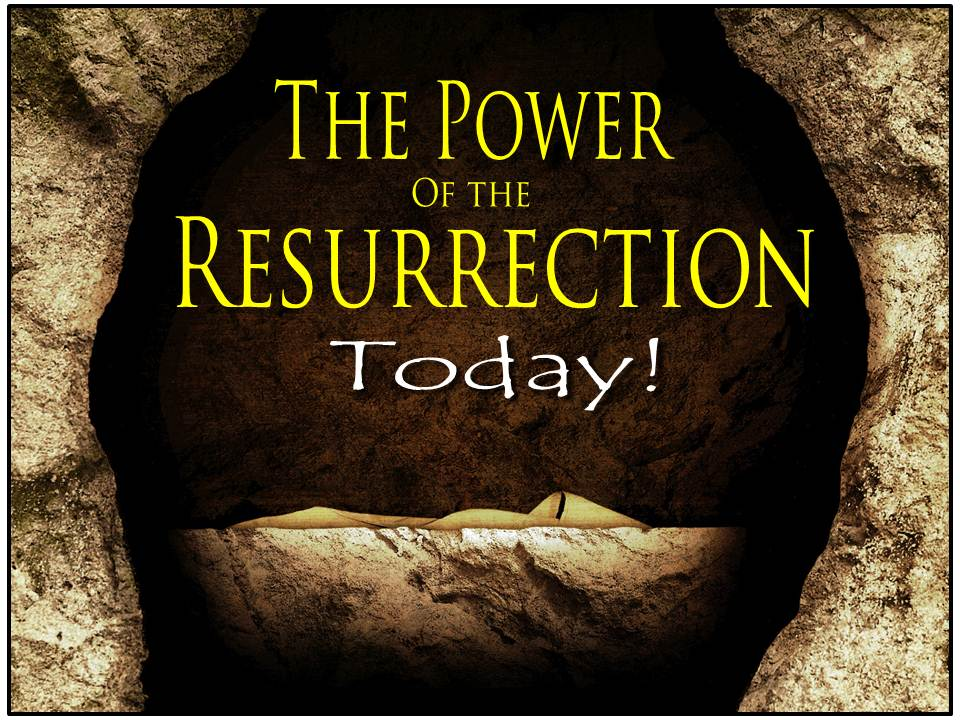 The Power
Of the
Resurrection
Today!